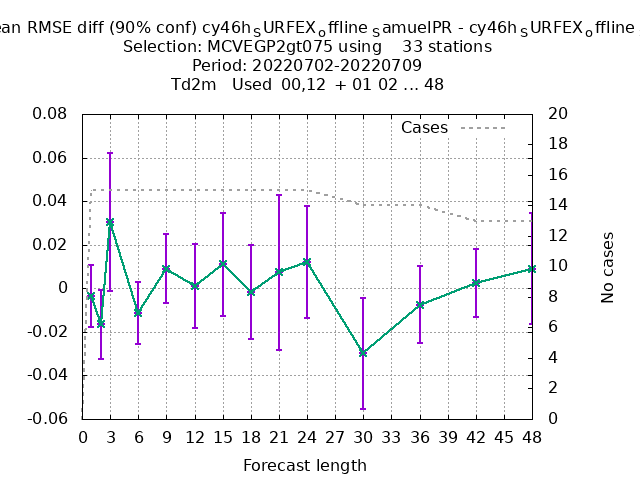 ean RMSE diff (90% conf) cy46h_SURFEX_offline_SamuelPR - cy46h_SURFEX_offline
Selection: MCVEGP2gt075 using 33 stations
Period: 20220702-20220709
Td2m Used 00,12 + 01 02 ... 48
Cases
0.08
0.06
0.04
0.02
0
-0.02
-0.04
-0.06
20
18
16
14
12
10
8
6
4
2
0
No cases
0 3 6 9 12 15 18 21 24 27 30 33 36 39 42 45 48
Forecast length